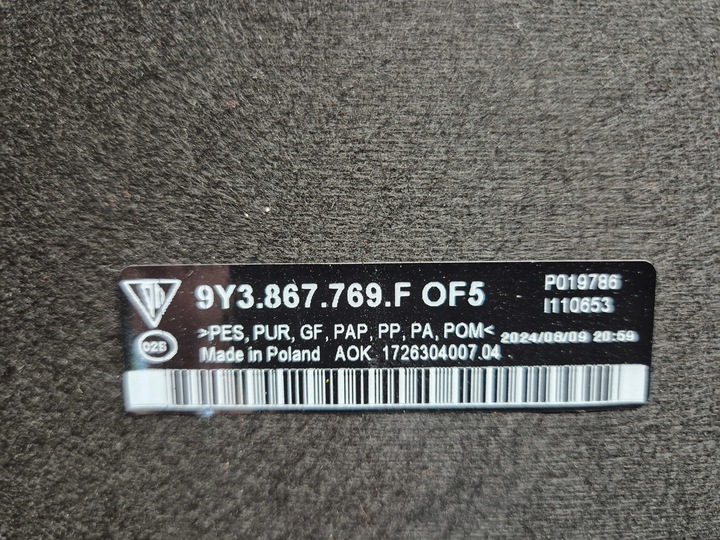 9Y3.867.769.F OF5
P019786
I110653
>PES, PUR, GF, PAP, PP, PA, POM<
2024/08/09 20:59
Made in Poland AOK 1726304007.04